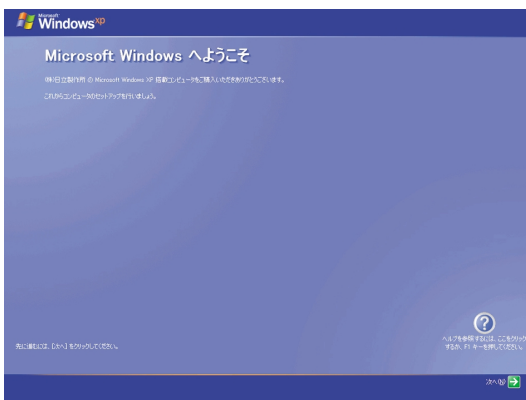 Microsoft
Windows xp
Microsoft Windows へようこそ
(株)日立製作所 の Microsoft Windows XP 搭載コンピュータをご購入いただきありがとうございます。
これからコンピュータのセットアップを行いましょう。
ヘルプを参照するには、ここをクリック
するか、F1 キーを押してください。
先に進むには、[次へ] をクリックしてください。
次へ(N)